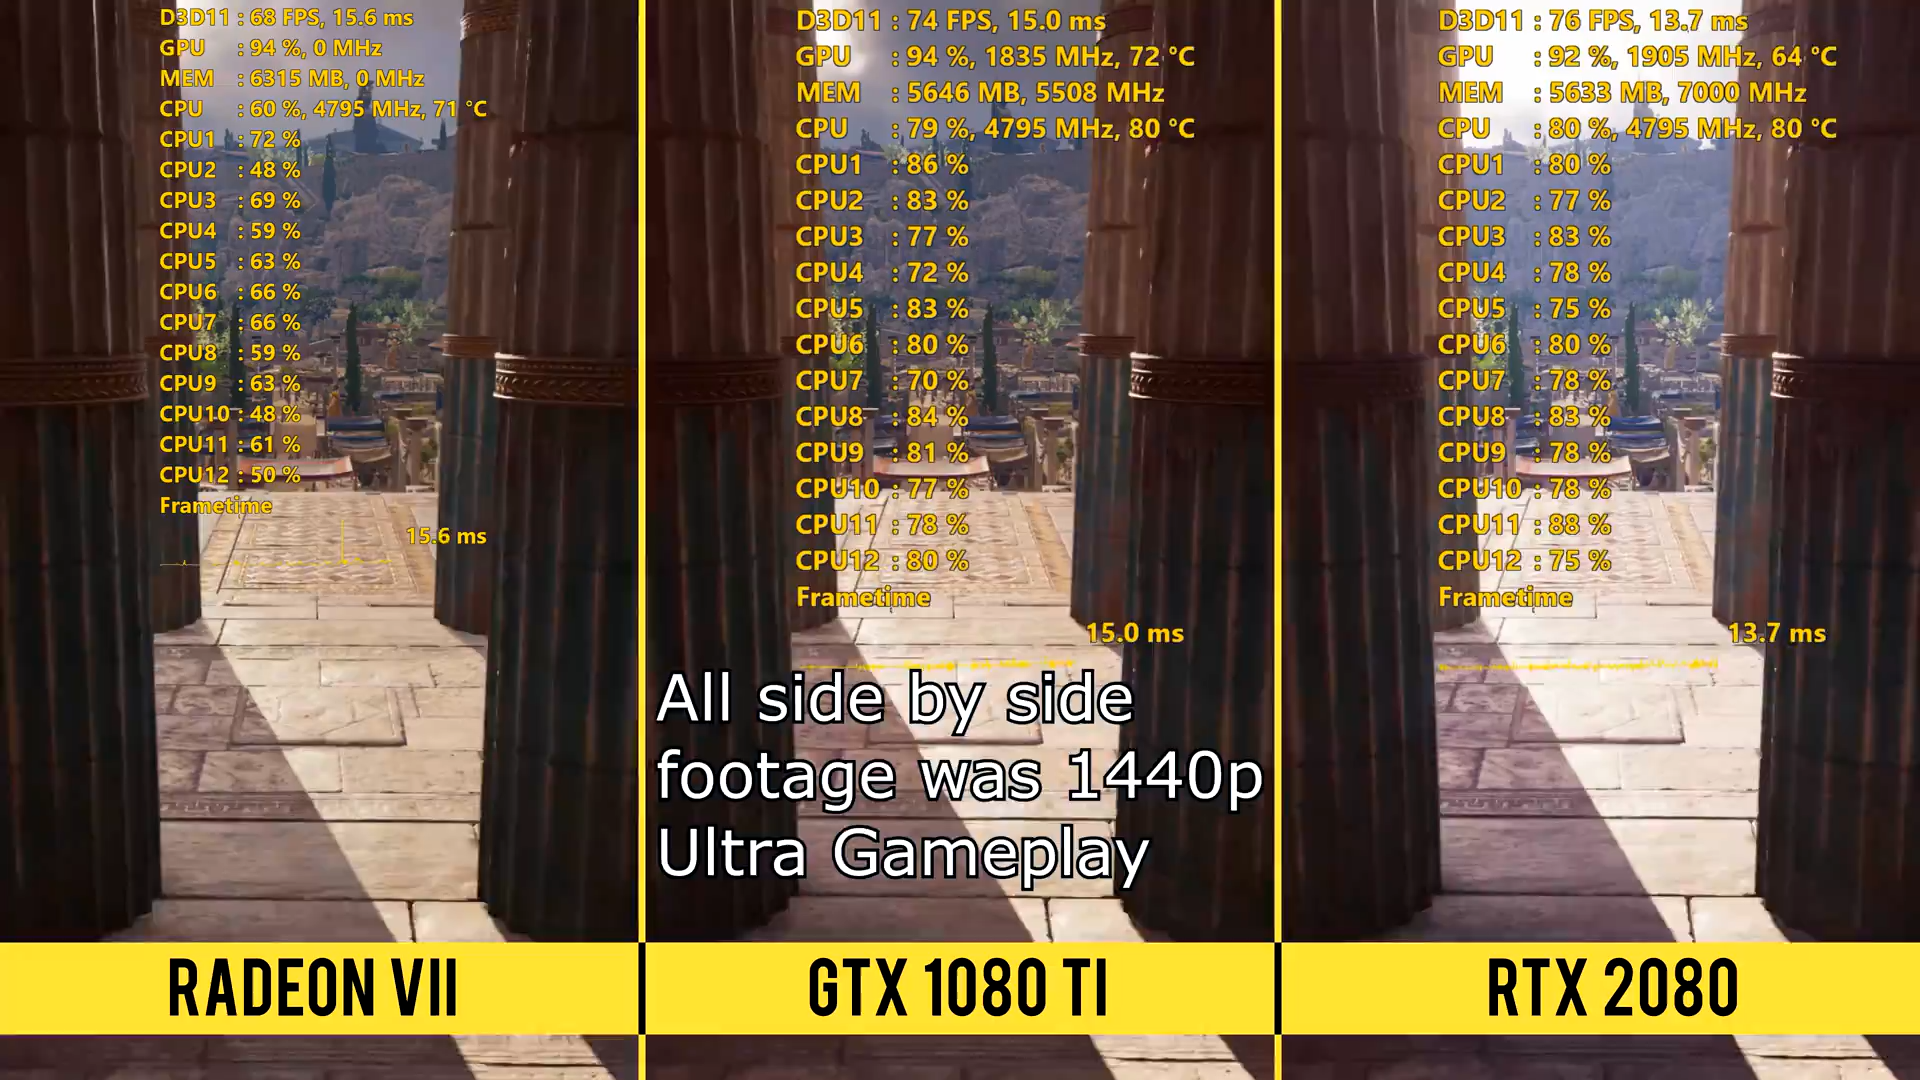 D3D11 : 68 FPS, 15.6 ms
GPU : 94 %, 0 MHz
MEM : 6315 MB, 0 MHz
CPU : 60 %, 4795 MHz, 71 °C
CPU1 : 72 %
CPU2 : 48 %
CPU3 : 69 %
CPU4 : 59 %
CPU5 : 63 %
CPU6 : 66 %
CPU7 : 66 %
CPU8 : 59 %
CPU9 : 63 %
CPU10 : 48 %
CPU11 : 61 %
CPU12 : 50 %
Frametime
15.6 ms
RADEON VII
D3D11 : 74 FPS, 15.0 ms
GPU : 94 %, 1835 MHz, 72 °C
MEM : 5646 MB, 5508 MHz
CPU : 79 %, 4795 MHz, 80 °C
CPU1 : 86 %
CPU2 : 83 %
CPU3 : 77 %
CPU4 : 72 %
CPU5 : 83 %
CPU6 : 80 %
CPU7 : 70 %
CPU8 : 84 %
CPU9 : 81 %
CPU10 : 77 %
CPU11 : 78 %
CPU12 : 80 %
Frametime
15.0 ms
All side by side
footage was 1440p
Ultra Gameplay
GTX 1080 TI
D3D11 : 76 FPS, 13.7 ms
GPU : 92 %, 1905 MHz, 64 °C
MEM : 5633 MB, 7000 MHz
CPU : 80 %, 4795 MHz, 80 °C
CPU1 : 80 %
CPU2 : 77 %
CPU3 : 83 %
CPU4 : 78 %
CPU5 : 75 %
CPU6 : 80 %
CPU7 : 78 %
CPU8 : 83 %
CPU9 : 78 %
CPU10 : 78 %
CPU11 : 88 %
CPU12 : 75 %
Frametime
13.7 ms
RTX 2080